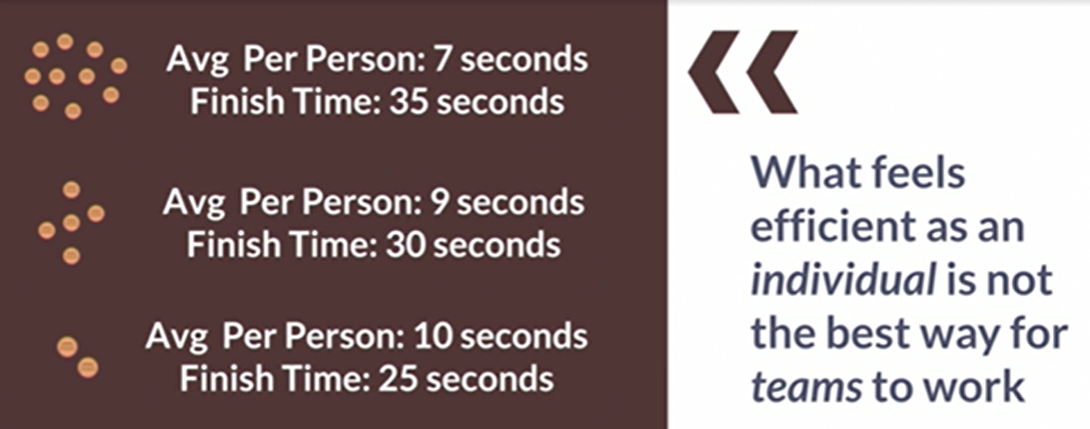 Avg Per Person: 7 seconds
Finish Time: 35 seconds
Avg Per Person: 9 seconds
Finish Time: 30 seconds
Avg Per Person: 10 seconds
Finish Time: 25 seconds
What feels
efficient as an
individual is not
the best way for
teams to work